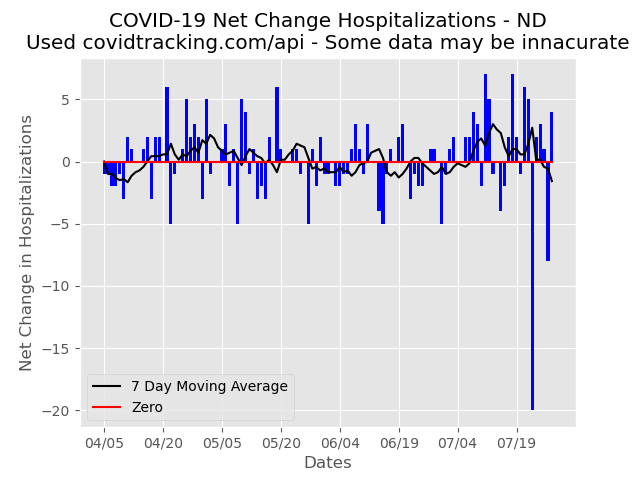 COVID-19 Net Change Hospitalizations - ND
Used covidtracking.com/api - Some data may be innacurate
Net Change in Hospitalizations
5
0
−5
−10
−15
−20
7 Day Moving Average
Zero
04/05 04/20 05/05 05/20 06/04 06/19 07/04 07/19
Dates